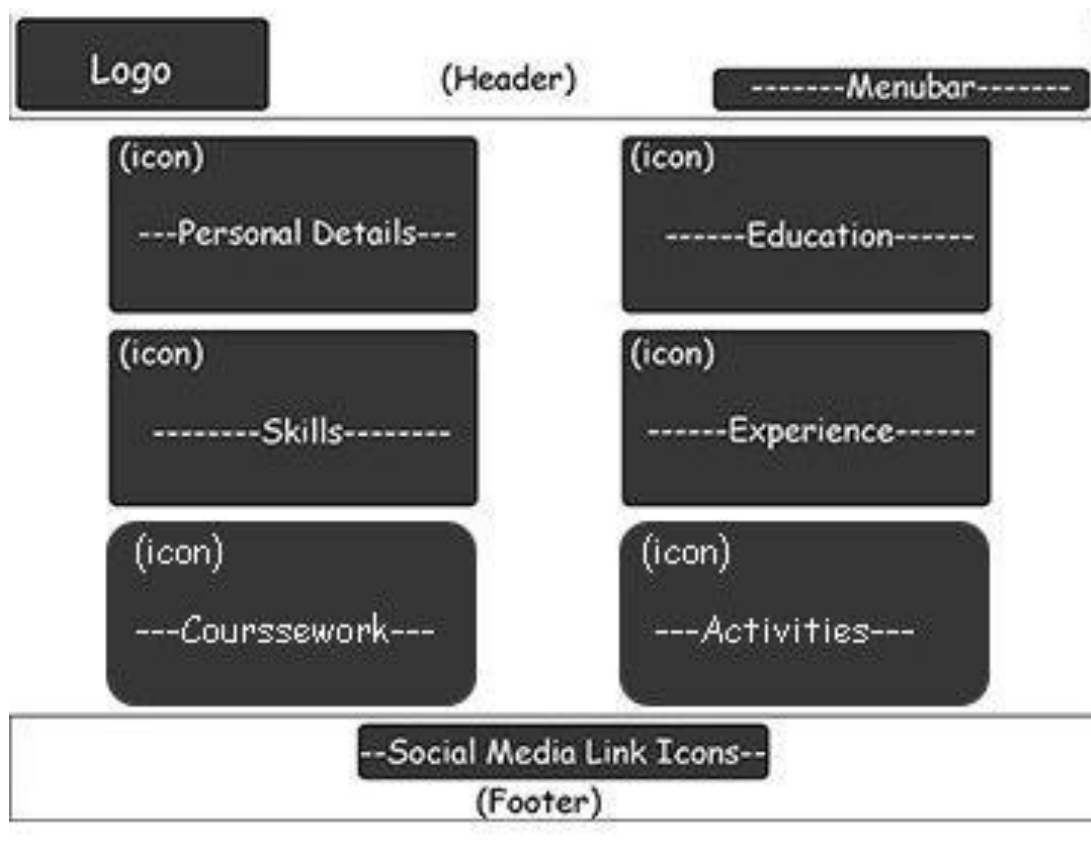 Logo
(Header)
-------Menubar-------
(icon)
---Personal Details---
(icon)
------Education------
(icon)
--------Skills--------
(icon)
------Experience------
(icon)
---Courssework---
(icon)
---Activities---
--Social Media Link Icons--
(Footer)